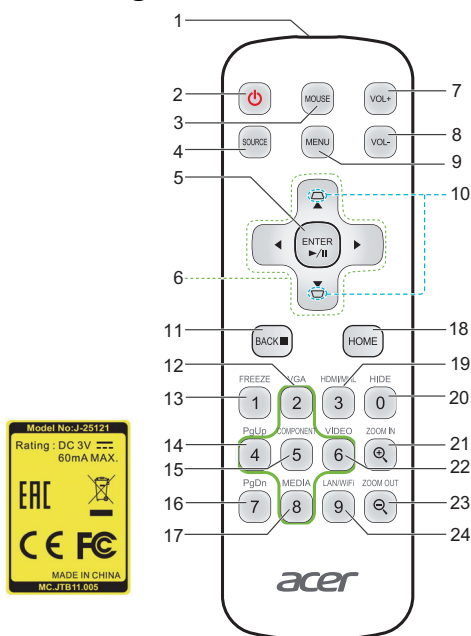 1
2
MOUSE
VOL+
7
3
8
4
SOURCE
MENU
VOL-
9
5
10
ENTER
6
11
BACK
HOME
18
12
19
FREEZE
VGA
HDMI/MHL
HIDE
13
1
2
3
0
20
14
PgUp
COMPONENT
VIDEO
ZOOM IN
21
4
5
6
22
15
PgDn
MEDIA
LAN/WiFi
ZOOM OUT
16
7
8
9
23
17
24
acer
Model No:J-25121
Rating : DC 3V
60mA MAX.
EAC
CE FC
MADE IN CHINA
MC.JTB11.005